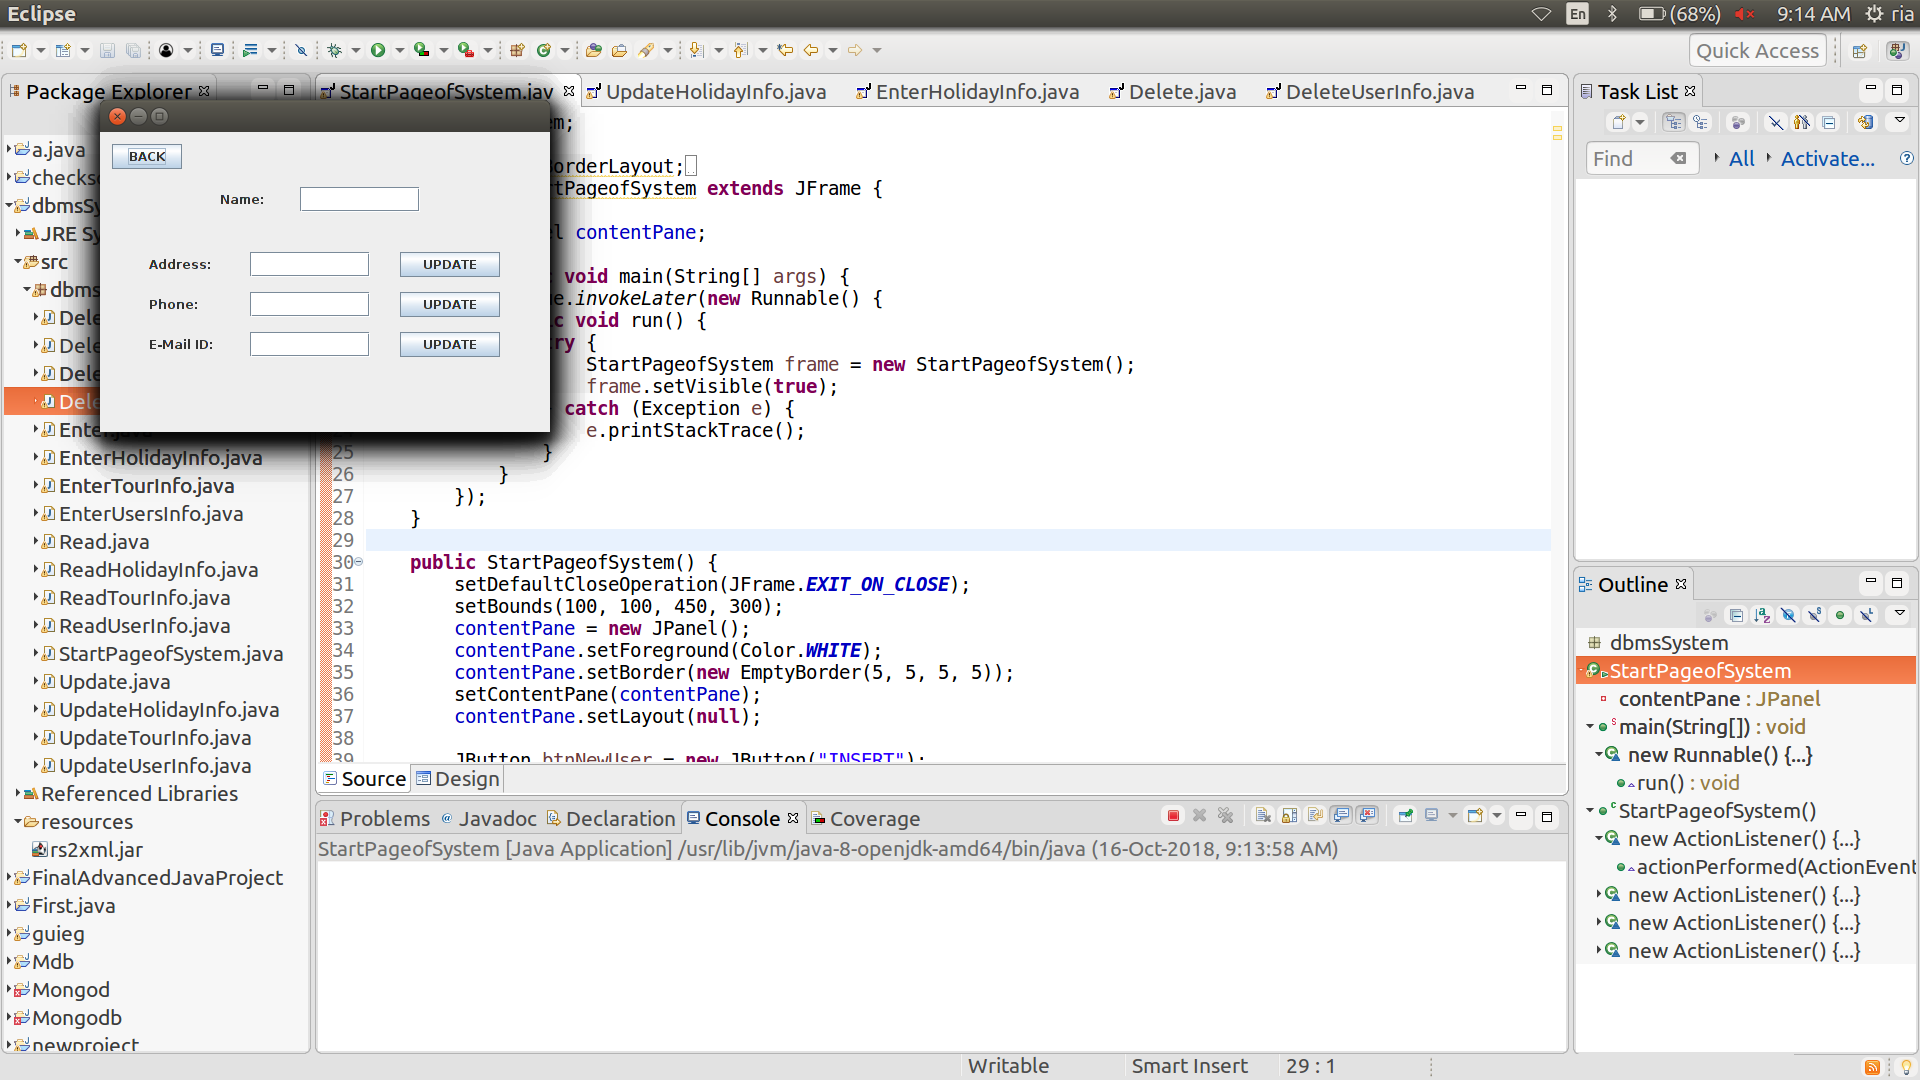 Eclipse
En
(68%)
9:14 AM
ria
Quick Access
Package Explorer
a.java
dbmsSy
JRE Sy
src
dbms
Dele
Dele
Dele
Dele
Enter.java
EnterHolidayInfo.java
EnterTourInfo.java
EnterUsersInfo.java
Read.java
ReadHolidayInfo.java
ReadTourInfo.java
ReadUserInfo.java
StartPageofSystem.java
Update.java
UpdateHolidayInfo.java
UpdateTourInfo.java
UpdateUserInfo.java
Referenced Libraries
resources
rs2xml.jar
FinalAdvancedJavaProject
First.java
guieg
Mdb
Mongod
Mongodb
newproject
BACK
Name:
Address:
UPDATE
Phone:
UPDATE
E-Mail ID:
UPDATE
StartPageofSystem.jav
UpdateHolidayInfo.java
EnterHolidayInfo.java
Delete.java
DeleteUserInfo.java
em;
BorderLayout;
tPageofSystem extends JFrame {
l contentPane;
void main(String[] args) {
e.invokeLater(new Runnable() {
c void run() {
ry {
StartPageofSystem frame = new StartPageofSystem();
frame.setVisible(true);
catch (Exception e) {
e.printStackTrace();
25 }
26 }
27 });
28 }
29
30 public StartPageofSystem() {
31 setDefaultCloseOperation(JFrame.EXIT_ON_CLOSE);
32 setBounds(100, 100, 450, 300);
33 contentPane = new JPanel();
34 contentPane.setForeground(Color.WHITE);
35 contentPane.setBorder(new EmptyBorder(5, 5, 5, 5));
36 setContentPane(contentPane);
37 contentPane.setLayout(null);
38
39 JButton btnNewUser = new JButton("INSERT");
Source
Design
Problems
@ Javadoc
Declaration
Console
Coverage
StartPageofSystem [Java Application] /usr/lib/jvm/java-8-openjdk-amd64/bin/java (16-Oct-2018, 9:13:58 AM)
Task List
Find
All
Activate...
Outline
dbmsSystem
StartPageofSystem
contentPane : JPanel
main(String[]) : void
new Runnable() {...}
run() : void
StartPageofSystem()
new ActionListener() {...}
actionPerformed(ActionEvent
new ActionListener() {...}
new ActionListener() {...}
new ActionListener() {...}
Writable
Smart Insert
29 : 1